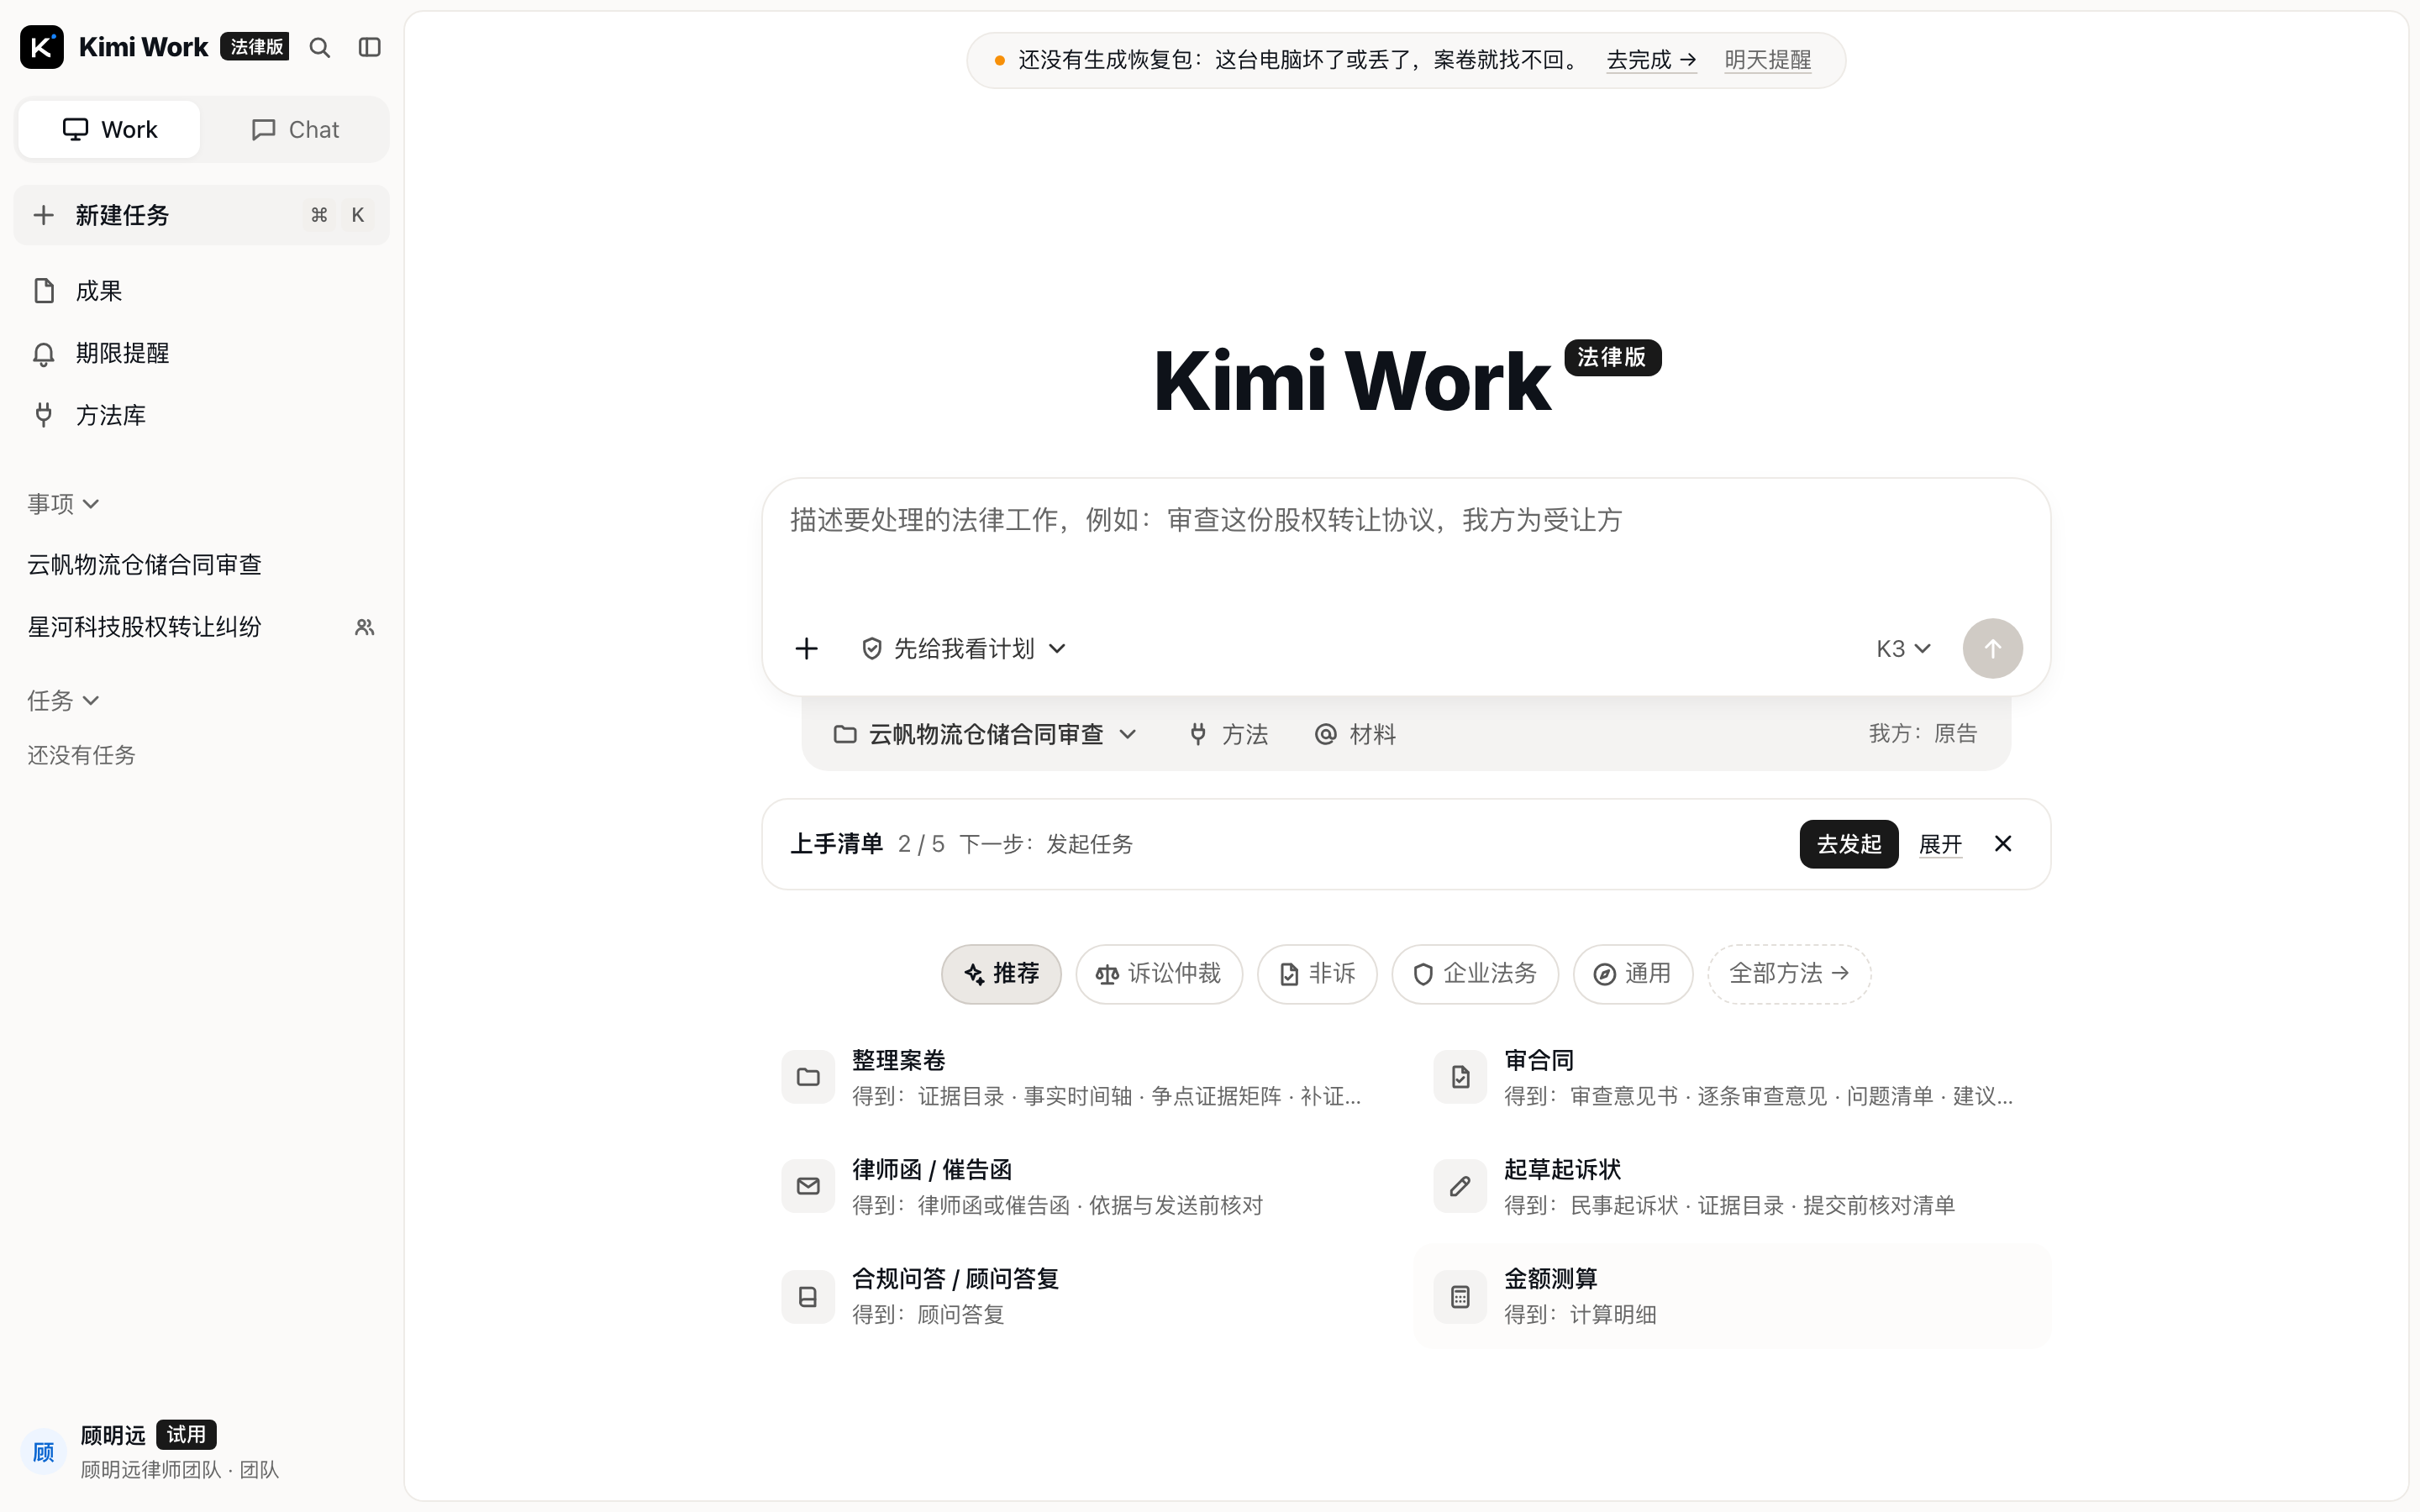 Kimi Work 法律版
Work
Chat
新建任务 ⌘ K
成果
期限提醒
方法库
事项
云帆物流仓储合同审查
星河科技股权转让纠纷
任务
还没有任务
顾 顾明远 试用
顾明远律师团队 · 团队
还没有生成恢复包：这台电脑坏了或丢了，案卷就找不回。 去完成 → 明天提醒
Kimi Work 法律版
描述要处理的法律工作，例如：审查这份股权转让协议，我方为受让方
先给我看计划 K3
云帆物流仓储合同审查 方法 材料 我方：原告
上手清单 2 / 5 下一步：发起任务 去发起 展开
推荐 诉讼仲裁 非诉 企业法务 通用 全部方法 →
整理案卷
得到：证据目录 · 事实时间轴 · 争点证据矩阵 · 补证...
审合同
得到：审查意见书 · 逐条审查意见 · 问题清单 · 建议...
律师函 / 催告函
得到：律师函或催告函 · 依据与发送前核对
起草起诉状
得到：民事起诉状 · 证据目录 · 提交前核对清单
合规问答 / 顾问答复
得到：顾问答复
金额测算
得到：计算明细